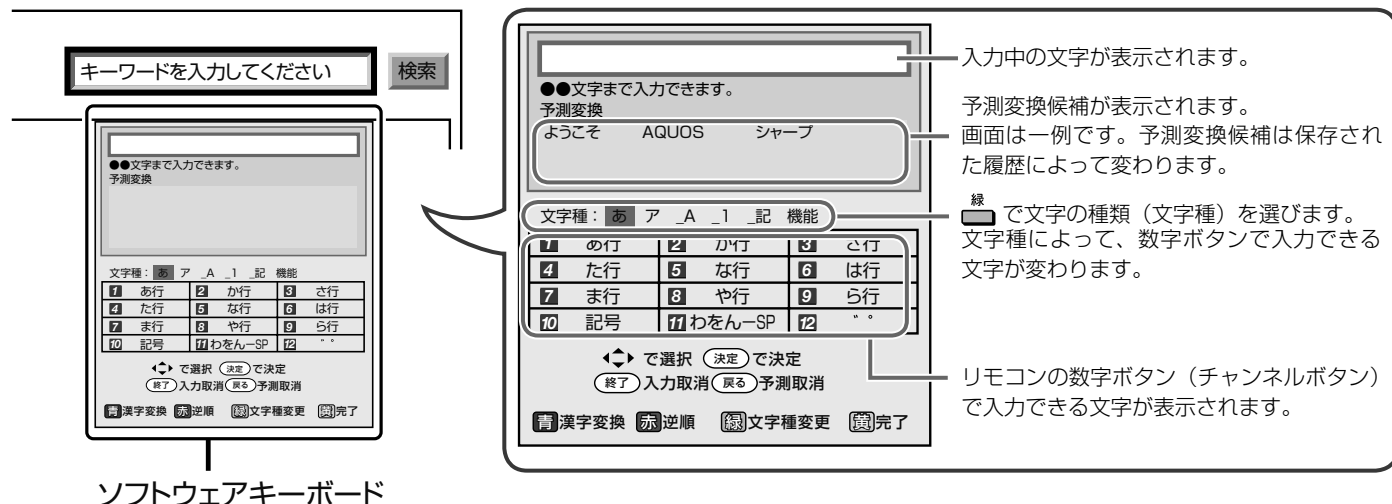 キーワードを入力してください
検索
●●文字まで入力できます。
予測変換
文字種： あ ア _A _1 _記 機能
1 あ行 2 か行 3 さ行
4 た行 5 な行 6 は行
7 ま行 8 や行 9 ら行
10 記号 11 わをんーSP 12 ゛゜
で選択 決定 で決定
終了 入力取消 戻る 予測取消
青 漢字変換 赤 逆順 緑 文字種変更 黄 完了
ソフトウェアキーボード
●●文字まで入力できます。
予測変換
ようこそ AQUOS シャープ
文字種： あ ア _A _1 _記 機能
1 あ行 2 か行 3 さ行
4 た行 5 な行 6 は行
7 ま行 8 や行 9 ら行
10 記号 11 わをんーSP 12 ゛゜
で選択 決定 で決定
終了 入力取消 戻る 予測取消
青 漢字変換 赤 逆順 緑 文字種変更 黄 完了
入力中の文字が表示されます。
予測変換候補が表示されます。
画面は一例です。予測変換候補は保存され
た履歴によって変わります。
緑
で文字の種類（文字種）を選びます。
文字種によって、数字ボタンで入力できる
文字が変わります。
リモコンの数字ボタン（チャンネルボタン）
で入力できる文字が表示されます。